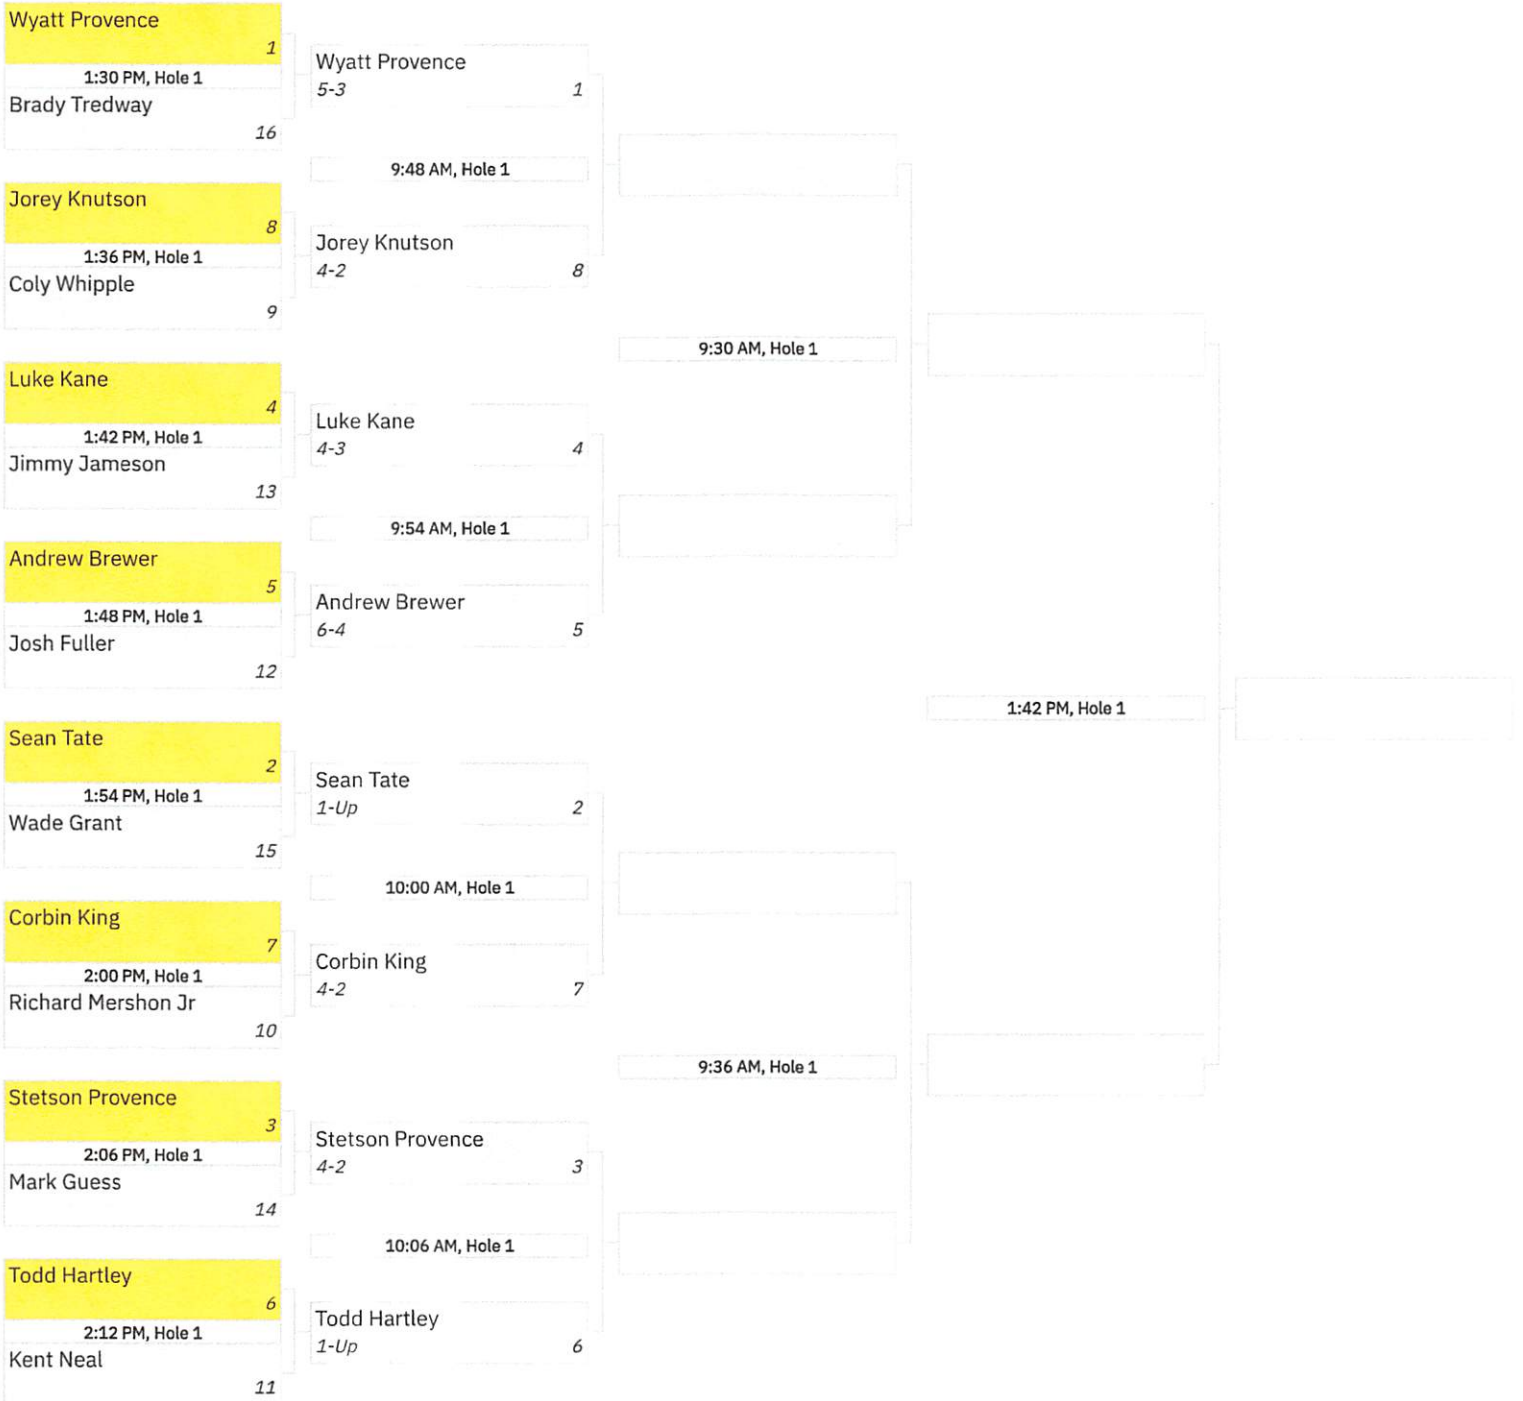 Wyatt Provence
1
1:30 PM, Hole 1
Brady Tredway
16
Jorey Knutson
8
1:36 PM, Hole 1
Coly Whipple
9
Luke Kane
4
1:42 PM, Hole 1
Jimmy Jameson
13
Andrew Brewer
5
1:48 PM, Hole 1
Josh Fuller
12
Sean Tate
2
1:54 PM, Hole 1
Wade Grant
15
Corbin King
7
2:00 PM, Hole 1
Richard Mershon Jr
10
Stetson Provence
3
2:06 PM, Hole 1
Mark Guess
14
Todd Hartley
6
2:12 PM, Hole 1
Kent Neal
11
Wyatt Provence
5-3 1
9:48 AM, Hole 1
Jorey Knutson
4-2 8
Luke Kane
4-3 4
9:54 AM, Hole 1
Andrew Brewer
6-4 5
Sean Tate
1-Up 2
10:00 AM, Hole 1
Corbin King
4-2 7
Stetson Provence
4-2 3
10:06 AM, Hole 1
Todd Hartley
1-Up 6
9:30 AM, Hole 1
9:36 AM, Hole 1
1:42 PM, Hole 1